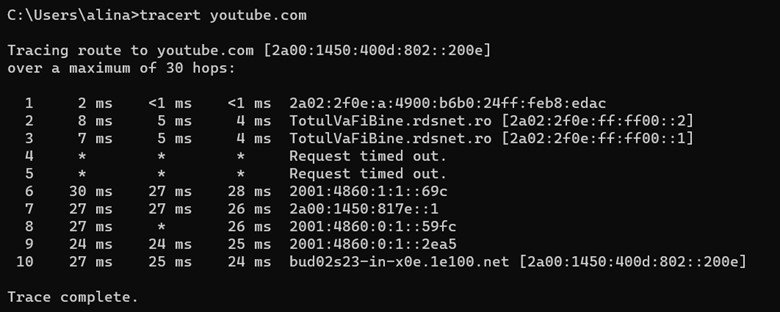 C:\Users\alina>tracert youtube.com
Tracing route to youtube.com [2a00:1450:400d:802::200e]
over a maximum of 30 hops:
1 2 ms <1 ms <1 ms 2a02:2f0e:a:4900:b6b0:24ff:feb8:edac
2 8 ms 5 ms 4 ms TotulVaFiBine.rdsnet.ro [2a02:2f0e:ff:ff00::2]
3 7 ms 5 ms 4 ms TotulVaFiBine.rdsnet.ro [2a02:2f0e:ff:ff00::1]
4 * * * Request timed out.
5 * * * Request timed out.
6 30 ms 27 ms 28 ms 2001:4860:1:1::69c
7 27 ms 27 ms 26 ms 2a00:1450:817e::1
8 27 ms * 26 ms 2001:4860:0:1::59fc
9 24 ms 24 ms 25 ms 2001:4860:0:1::2ea5
10 27 ms 25 ms 24 ms bud02s23-in-x0e.1e100.net [2a00:1450:400d:802::200e]
Trace complete.